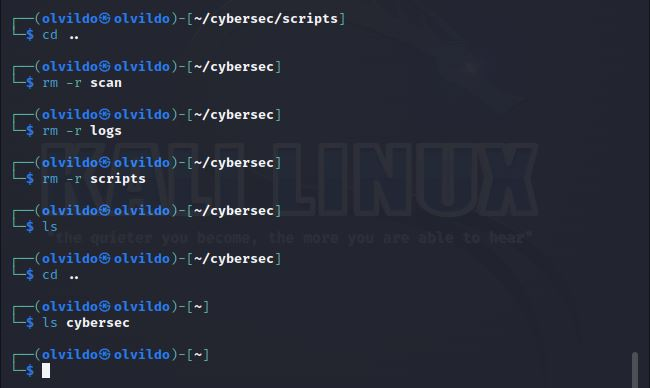 ┌──(olvildo㉿olvildo)-[~/cybersec/scripts]
└─$ cd ..
┌──(olvildo㉿olvildo)-[~/cybersec]
└─$ rm -r scan
┌──(olvildo㉿olvildo)-[~/cybersec]
└─$ rm -r logs
┌──(olvildo㉿olvildo)-[~/cybersec]
└─$ rm -r scripts
KALI LINUX
┌──(olvildo㉿olvildo)-[~/cybersec]
└─$ ls
"the quieter you become, the more you are able to hear"
┌──(olvildo㉿olvildo)-[~/cybersec]
└─$ cd ..
┌──(olvildo㉿olvildo)-[~]
└─$ ls cybersec
┌──(olvildo㉿olvildo)-[~]
└─$